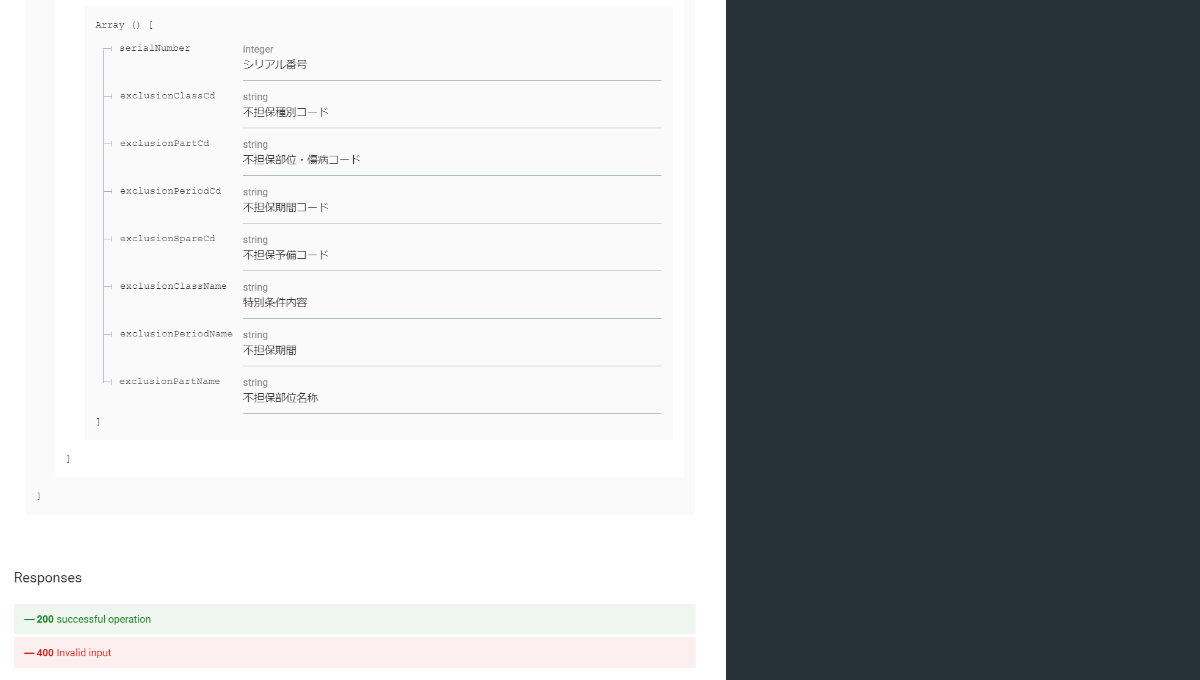 Array () [
serialNumber
integer
シリアル番号
exclusionClassCd
string
不担保種別コード
exclusionPartCd
string
不担保部位・傷病コード
exclusionPeriodCd
string
不担保期間コード
exclusionSpareCd
string
不担保予備コード
exclusionClassName
string
特別条件内容
exclusionPeriodName
string
不担保期間
exclusionPartName
string
不担保部位名称
]
]
]
Responses
— 200 successful operation
— 400 Invalid input